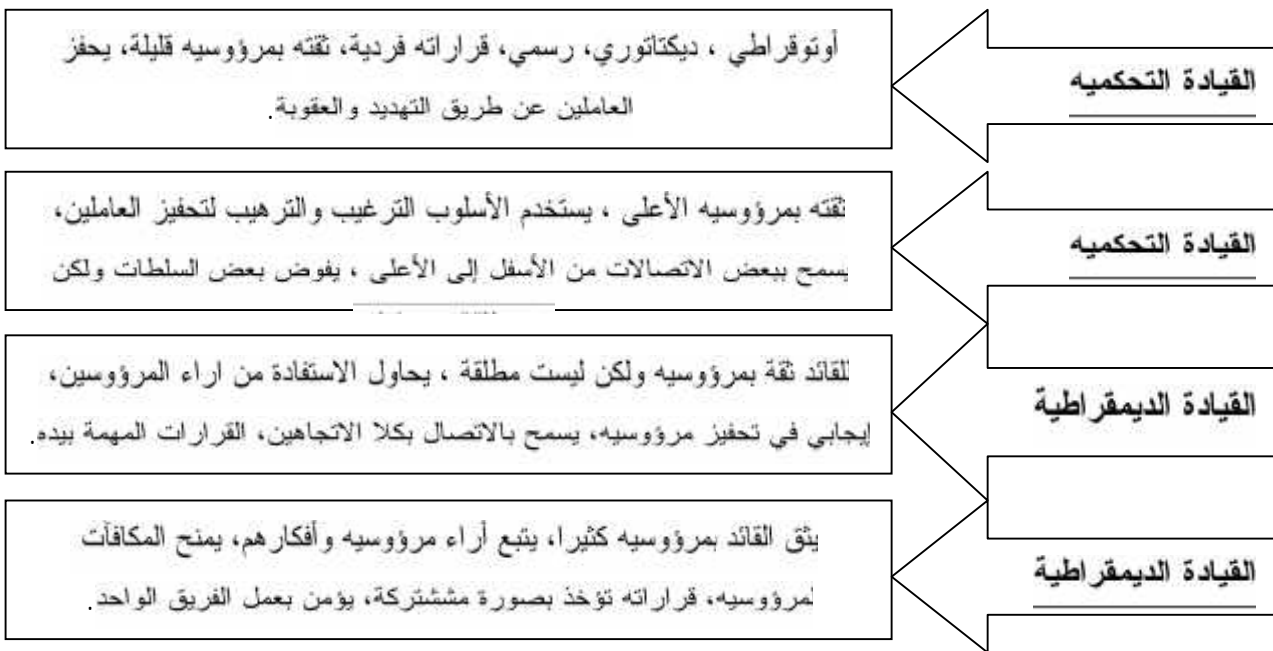 القيادة التحكميه
أوتوقراطي ، ديكتاتوري، رسمي، قراراته فردية، ثقته بمرؤوسيه قليلة، يحفز
العاملين عن طريق التهديد والعقوبة.
القيادة التحكميه
ثقته بمرؤوسيه الأعلى ، يستخدم الأسلوب الترغيب والترهيب لتحفيز العاملين،
يسمح ببعض الاتصالات من الأسفل إلى الأعلى ، يفوض بعض السلطات ولكن
القيادة الديمقراطية
للقائد ثقة بمرؤوسيه ولكن ليست مطلقة ، يحاول الاستفادة من اراء المرؤوسين،
إيجابي في تحفيز مرؤوسيه، يسمح بالاتصال بكلا الاتجاهين، القرارات المهمة بيده.
القيادة الديمقراطية
يثق القائد بمرؤوسيه كثيرا، يتبع أراء مرؤوسيه وأفكارهم، يمنح المكافآت
لمرؤوسيه، قراراته تؤخذ بصورة مششتركة، يؤمن بعمل الفريق الواحد.